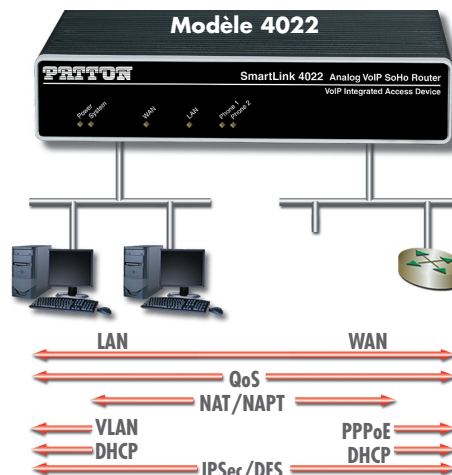 Modèle 4022
PATTON
SmartLink 4022 Analog VoIP SoHo Router
VoIP Integrated Access Device
Power
System
WAN
LAN
Phone 1
Phone 2
LAN
WAN
QoS
NAT/NAPT
VLAN
PPPoE
DHCP
DHCP
IPSec/DES